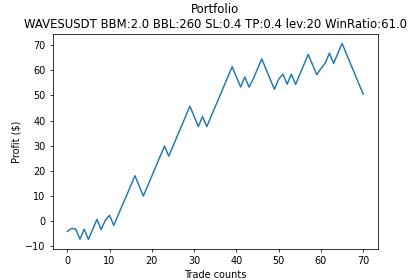 Portfolio
WAVESUSDT BBM:2.0 BBL:260 SL:0.4 TP:0.4 lev:20 WinRatio:61.0
70
60
50
40
30
20
10
0
−10
Profit ($)
0 10 20 30 40 50 60 70
Trade counts